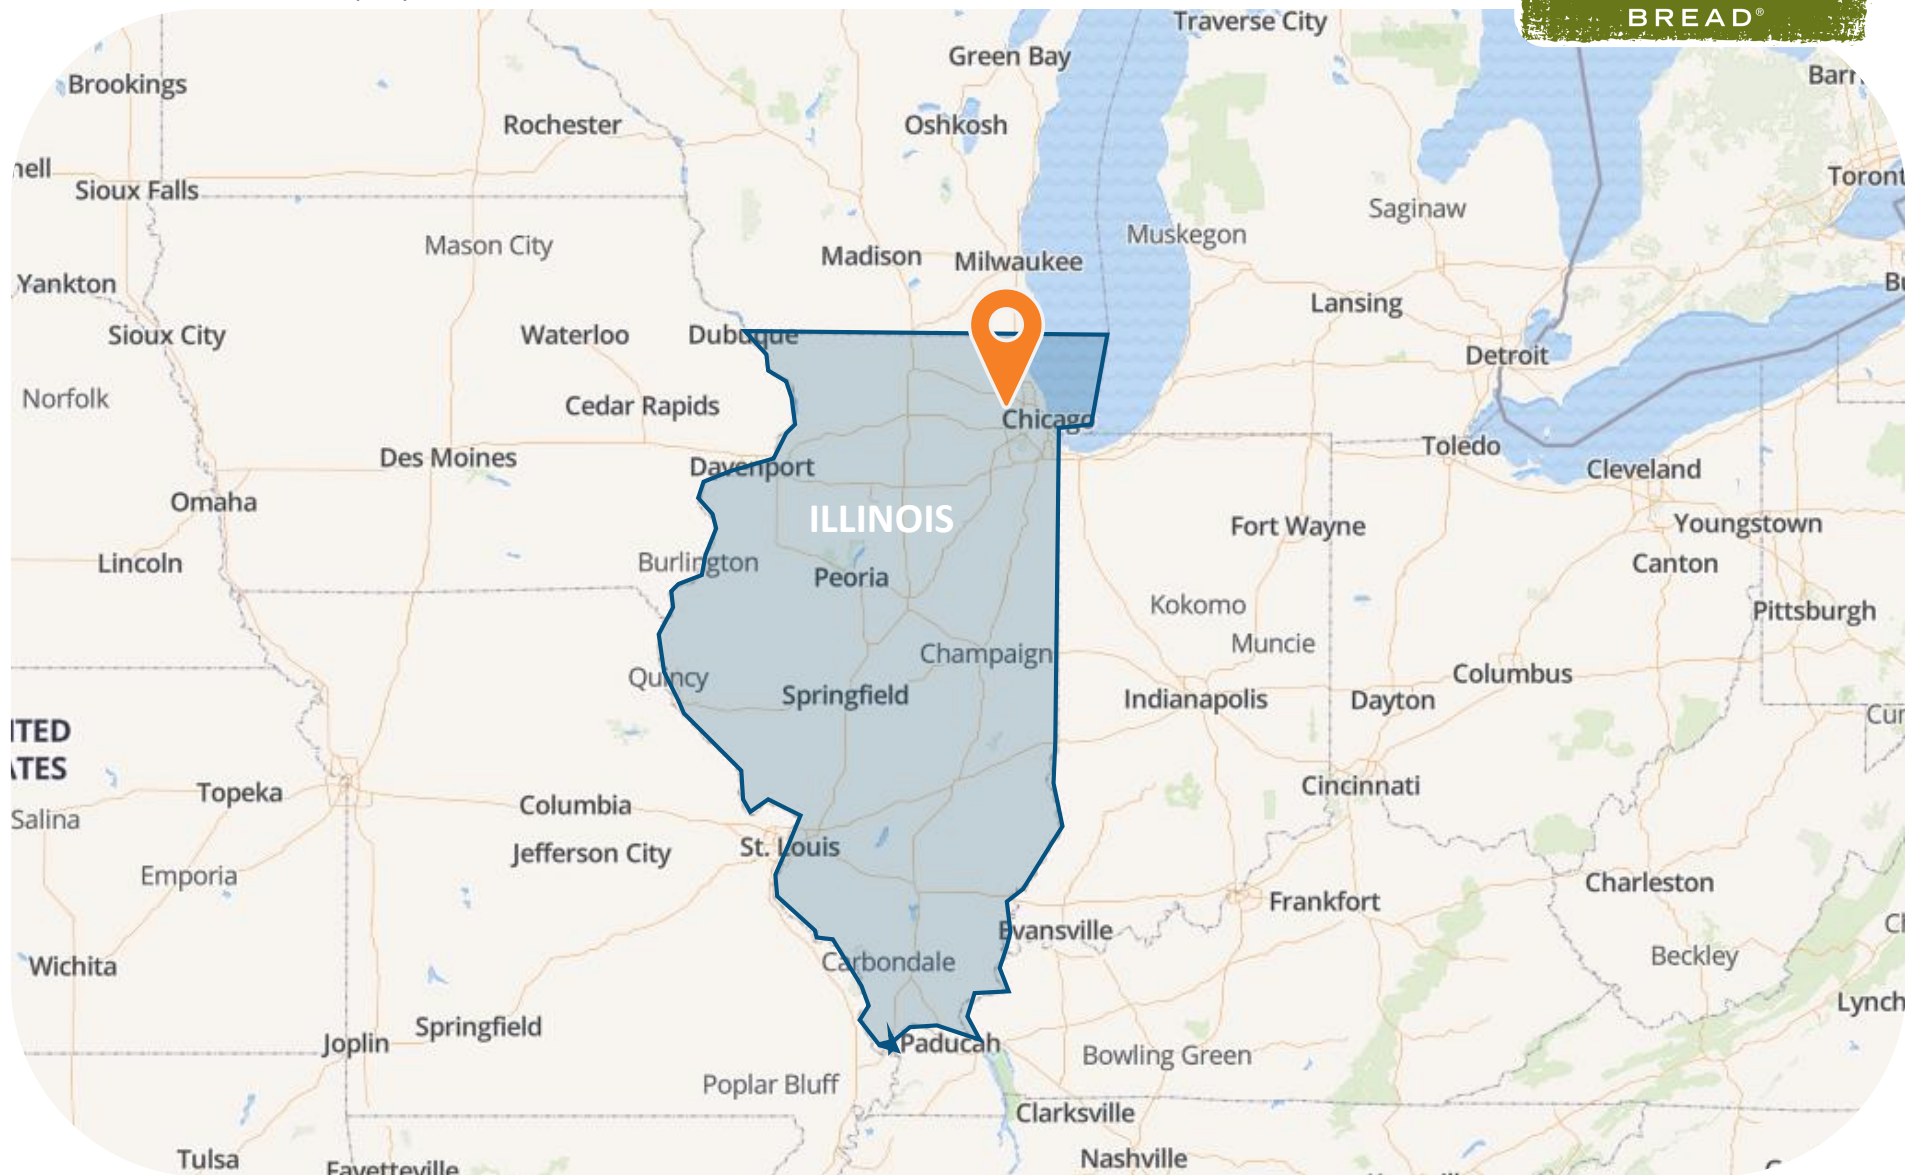 BREAD®
Traverse City
Green Bay
Brookings
Rochester
Oshkosh
Sioux Falls
Saginaw
Muskegon
Mason City
Madison
Milwaukee
Yankton
Lansing
Sioux City
Waterloo
Dubuque
Detroit
Norfolk
Cedar Rapids
Chicago
Toledo
Des Moines
Davenport
Cleveland
Omaha
ILLINOIS
Fort Wayne
Youngstown
Lincoln
Burlington
Peoria
Canton
Kokomo
Pittsburgh
Muncie
Champaign
Quincy
Springfield
Columbus
Indianapolis
Dayton
Topeka
Columbia
Cincinnati
Salina
Jefferson City
St. Louis
Emporia
Charleston
Frankfort
Evansville
Carbondale
Beckley
Wichita
Springfield
Joplin
Paducah
Bowling Green
Poplar Bluff
Clarksville
Nashville
Tulsa
Fayetteville